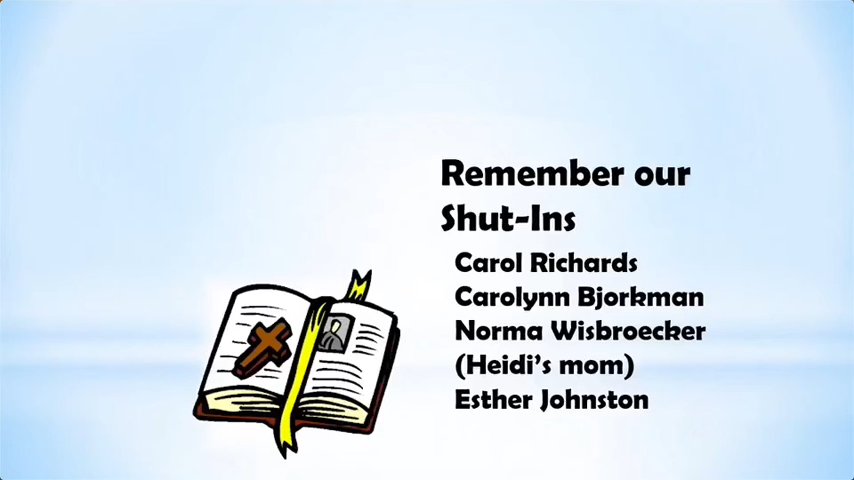 Remember our
Shut-Ins
Carol Richards
Carolynn Bjorkman
Norma Wisbroecker
(Heidi's mom)
Esther Johnston